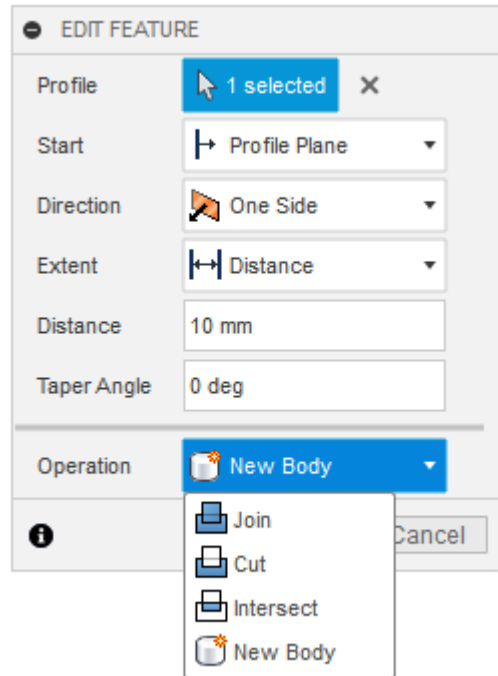 EDIT FEATURE
Profile 1 selected
Start Profile Plane
Direction One Side
Extent Distance
Distance 10 mm
Taper Angle 0 deg
Operation New Body
Join
Cancel
Cut
Intersect
New Body